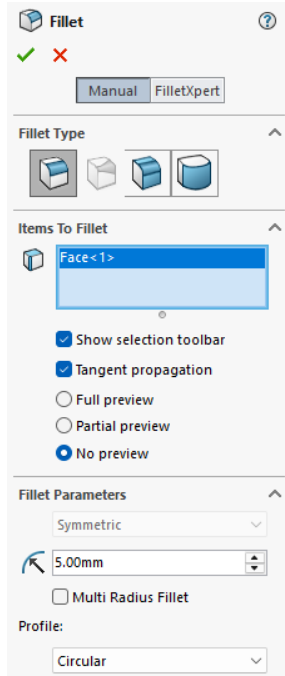 Fillet
Manual FilletXpert
Fillet Type
Items To Fillet
Face<1>
Show selection toolbar
Tangent propagation
Full preview
Partial preview
No preview
Fillet Parameters
Symmetric
5.00mm
Multi Radius Fillet
Profile:
Circular